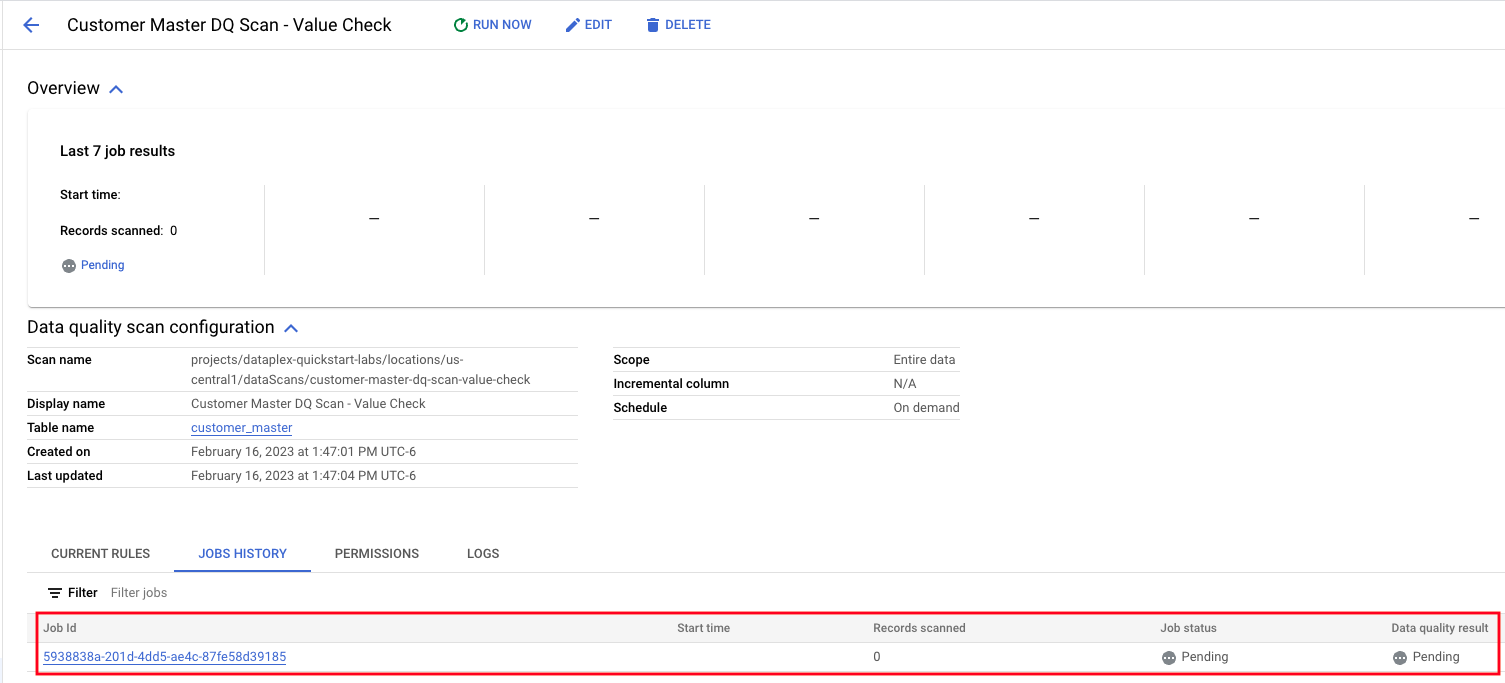 Customer Master DQ Scan - Value Check RUN NOW EDIT DELETE
Overview
Last 7 job results
Start time:
— — — — — —
Records scanned: 0
Pending
Data quality scan configuration
Scan name projects/dataplex-quickstart-labs/locations/us-
central1/dataScans/customer-master-dq-scan-value-check
Display name Customer Master DQ Scan - Value Check
Table name customer_master
Created on February 16, 2023 at 1:47:01 PM UTC-6
Last updated February 16, 2023 at 1:47:04 PM UTC-6
Scope Entire data
Incremental column N/A
Schedule On demand
CURRENT RULES JOBS HISTORY PERMISSIONS LOGS
Filter Filter jobs
Job Id Start time Records scanned Job status Data quality result
5938838a-201d-4dd5-ae4c-87fe58d39185 0 Pending Pending